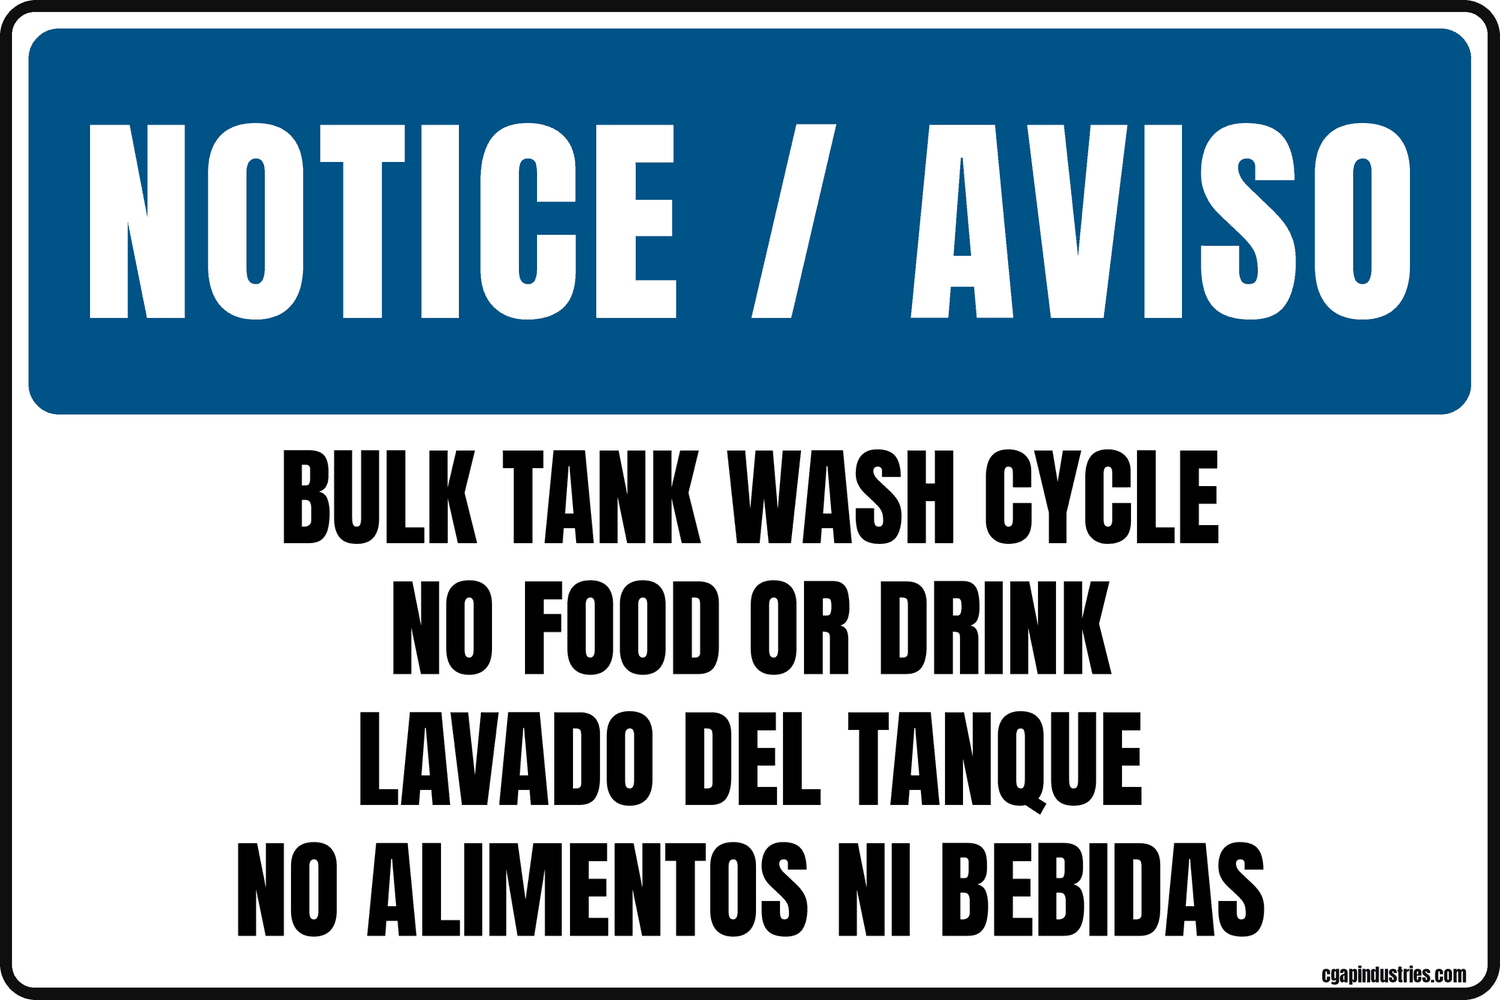 NOTICE / AVISO
BULK TANK WASH CYCLE
NO FOOD OR DRINK
LAVADO DEL TANQUE
NO ALIMENTOS NI BEBIDAS
cgapindustries.com